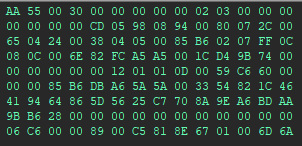 AA 55 00 30 00 00 00 00 00 02 03 00 00 00
00 00 00 00 CD 05 98 08 94 00 80 07 2C 00
65 04 24 00 38 04 05 00 85 B6 02 07 FF 0C
08 0C 00 6E 82 FC A5 A5 00 1C D4 9B 74 00
00 00 00 00 12 01 01 0D 00 59 C6 60 00
00 00 85 B6 DB A6 5A 5A 00 33 54 82 1C 46
41 94 64 86 5D 56 25 C7 70 8A 9E A6 BD AA
9B B6 28 00 00 00 00 00 00 00 00 00 00 00
06 C6 00 00 89 00 C5 81 8E 67 01 00 6D 6A